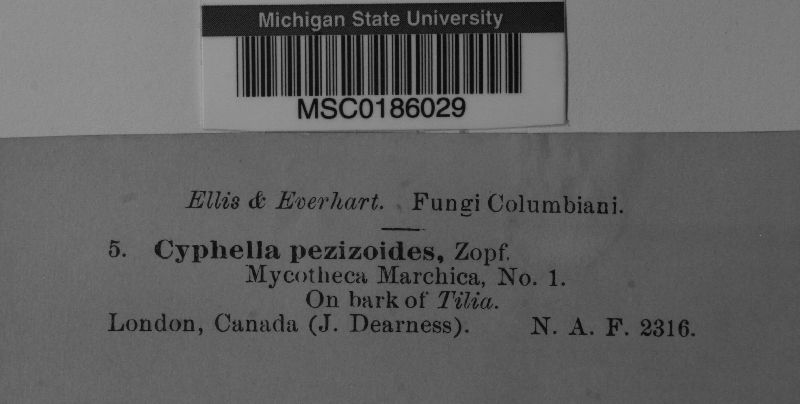 Michigan State University
MSC0186029
Ellis & Everhart. Fungi Columbiani.
5. Cyphella pezizoides, Zopf.
Mycotheca Marchica, No. 1.
On bark of Tilia.
London, Canada (J. Dearness). N. A. F. 2316.